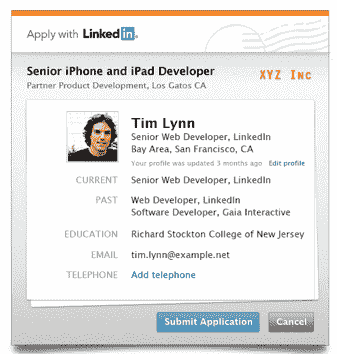 Apply with LinkedIn
Senior iPhone and iPad Developer
XYZ Inc
Partner Product Development, Los Gatos CA
Tim Lynn
Senior Web Developer, LinkedIn
Bay Area, San Francisco, CA
Your profile was updated 3 months ago Edit profile
CURRENT Senior Web Developer, LinkedIn
PAST Web Developer, LinkedIn
Software Developer, Gaia Interactive
EDUCATION Richard Stockton College of New Jersey
EMAIL tim.lynn@example.net
TELEPHONE Add telephone
Submit Application Cancel